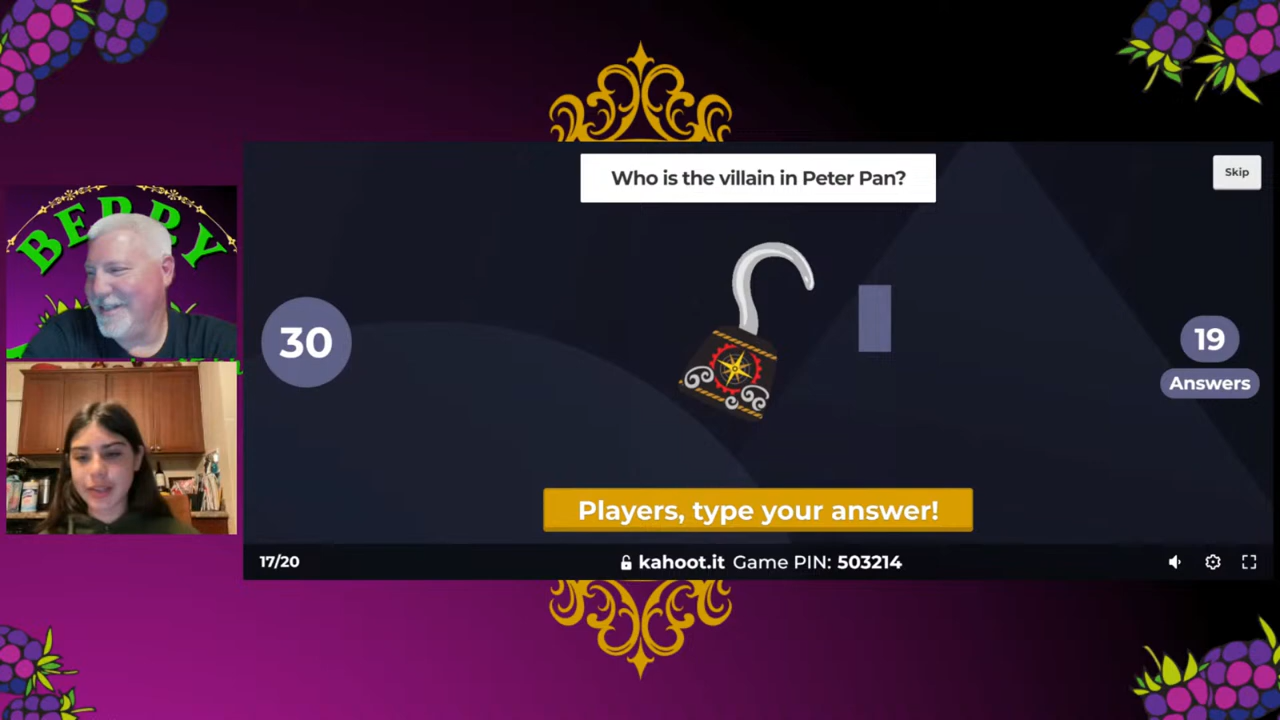 Who is the villain in Peter Pan?
Skip
BERRY
30
19
Answers
Players, type your answer!
17/20
kahoot.it Game PIN: 503214